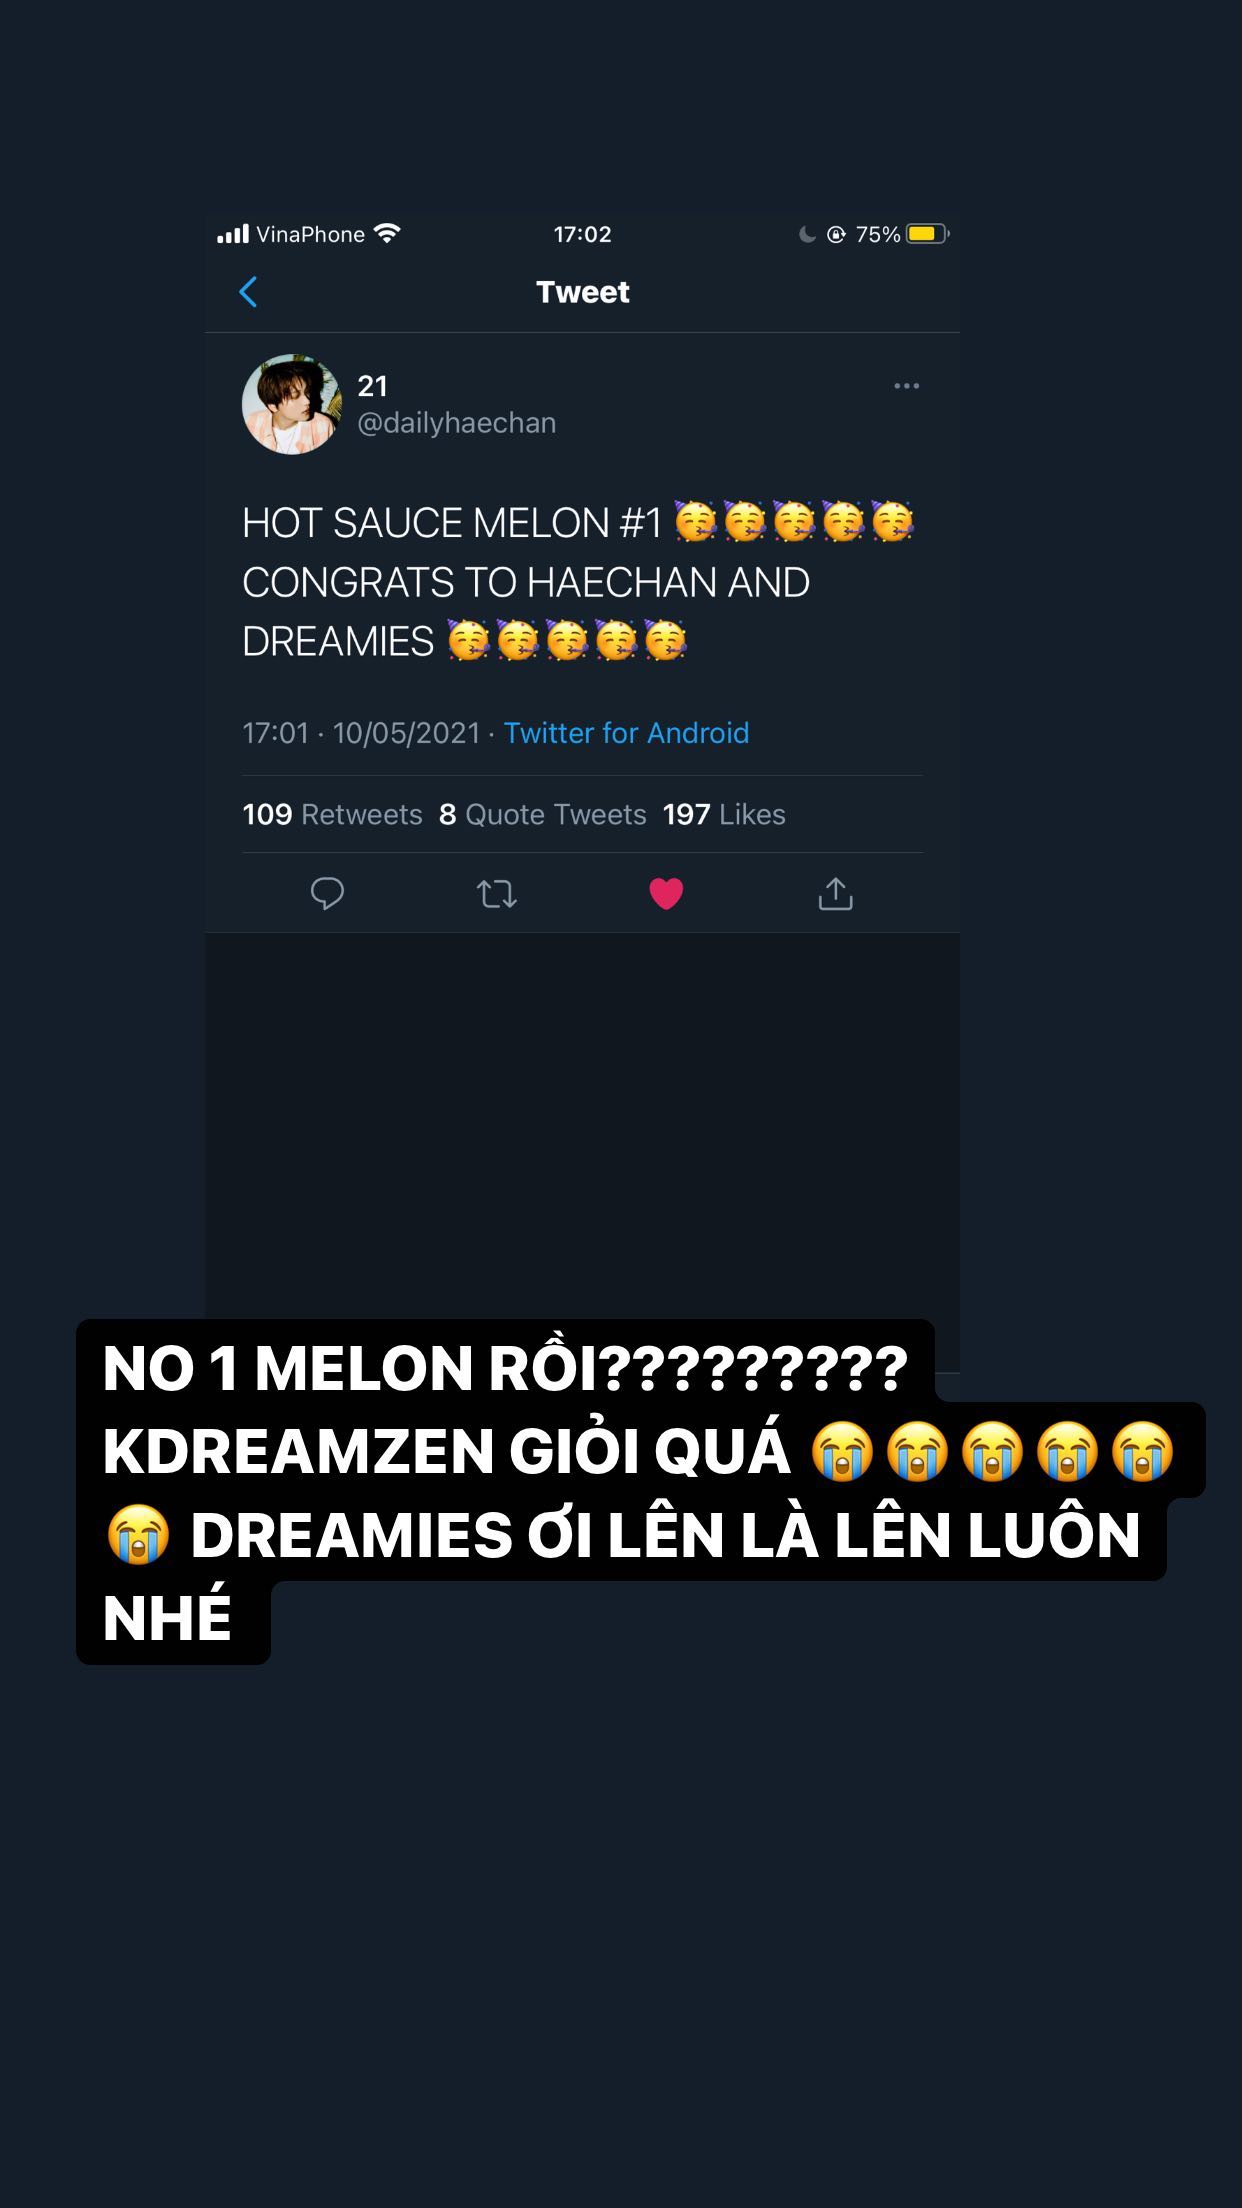 VinaPhone 17:02 75%
Tweet
21
@dailyhaechan
HOT SAUCE MELON #1 🥳🥳🥳🥳🥳
CONGRATS TO HAECHAN AND
DREAMIES 🥳🥳🥳🥳🥳
17:01 · 10/05/2021 · Twitter for Android
109 Retweets 8 Quote Tweets 197 Likes
NO 1 MELON RỒI?????????
KDREAMZEN GIỎI QUÁ 😭😭😭😭😭
😭 DREAMIES ƠI LÊN LÀ LÊN LUÔN
NHÉ